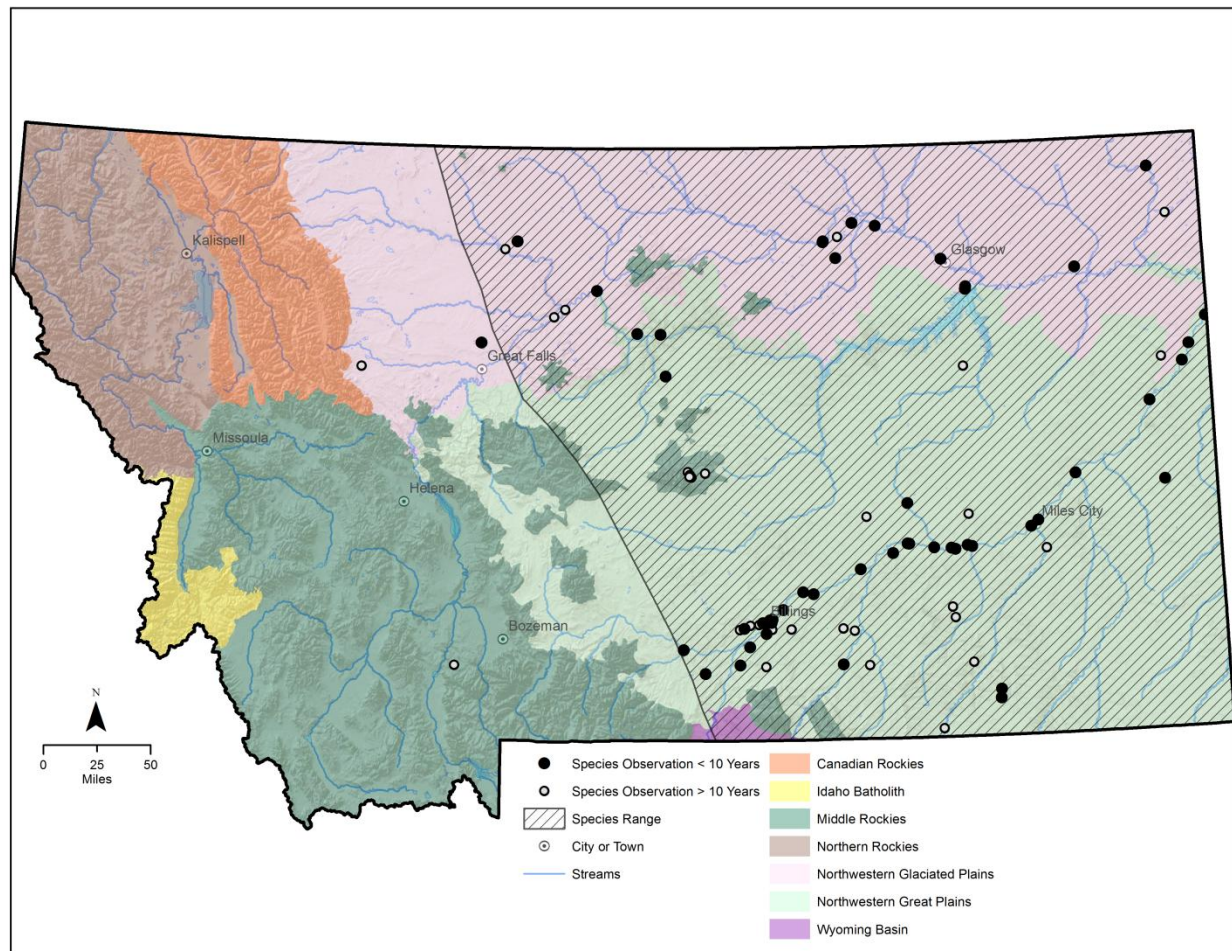 Kalispell
Glasgow
Great Falls
Missoula
Helena
Miles City
Billings
Bozeman
N
0 25 50
Miles
Species Observation < 10 Years
Species Observation > 10 Years
Species Range
City or Town
Streams
Canadian Rockies
Idaho Batholith
Middle Rockies
Northern Rockies
Northwestern Glaciated Plains
Northwestern Great Plains
Wyoming Basin